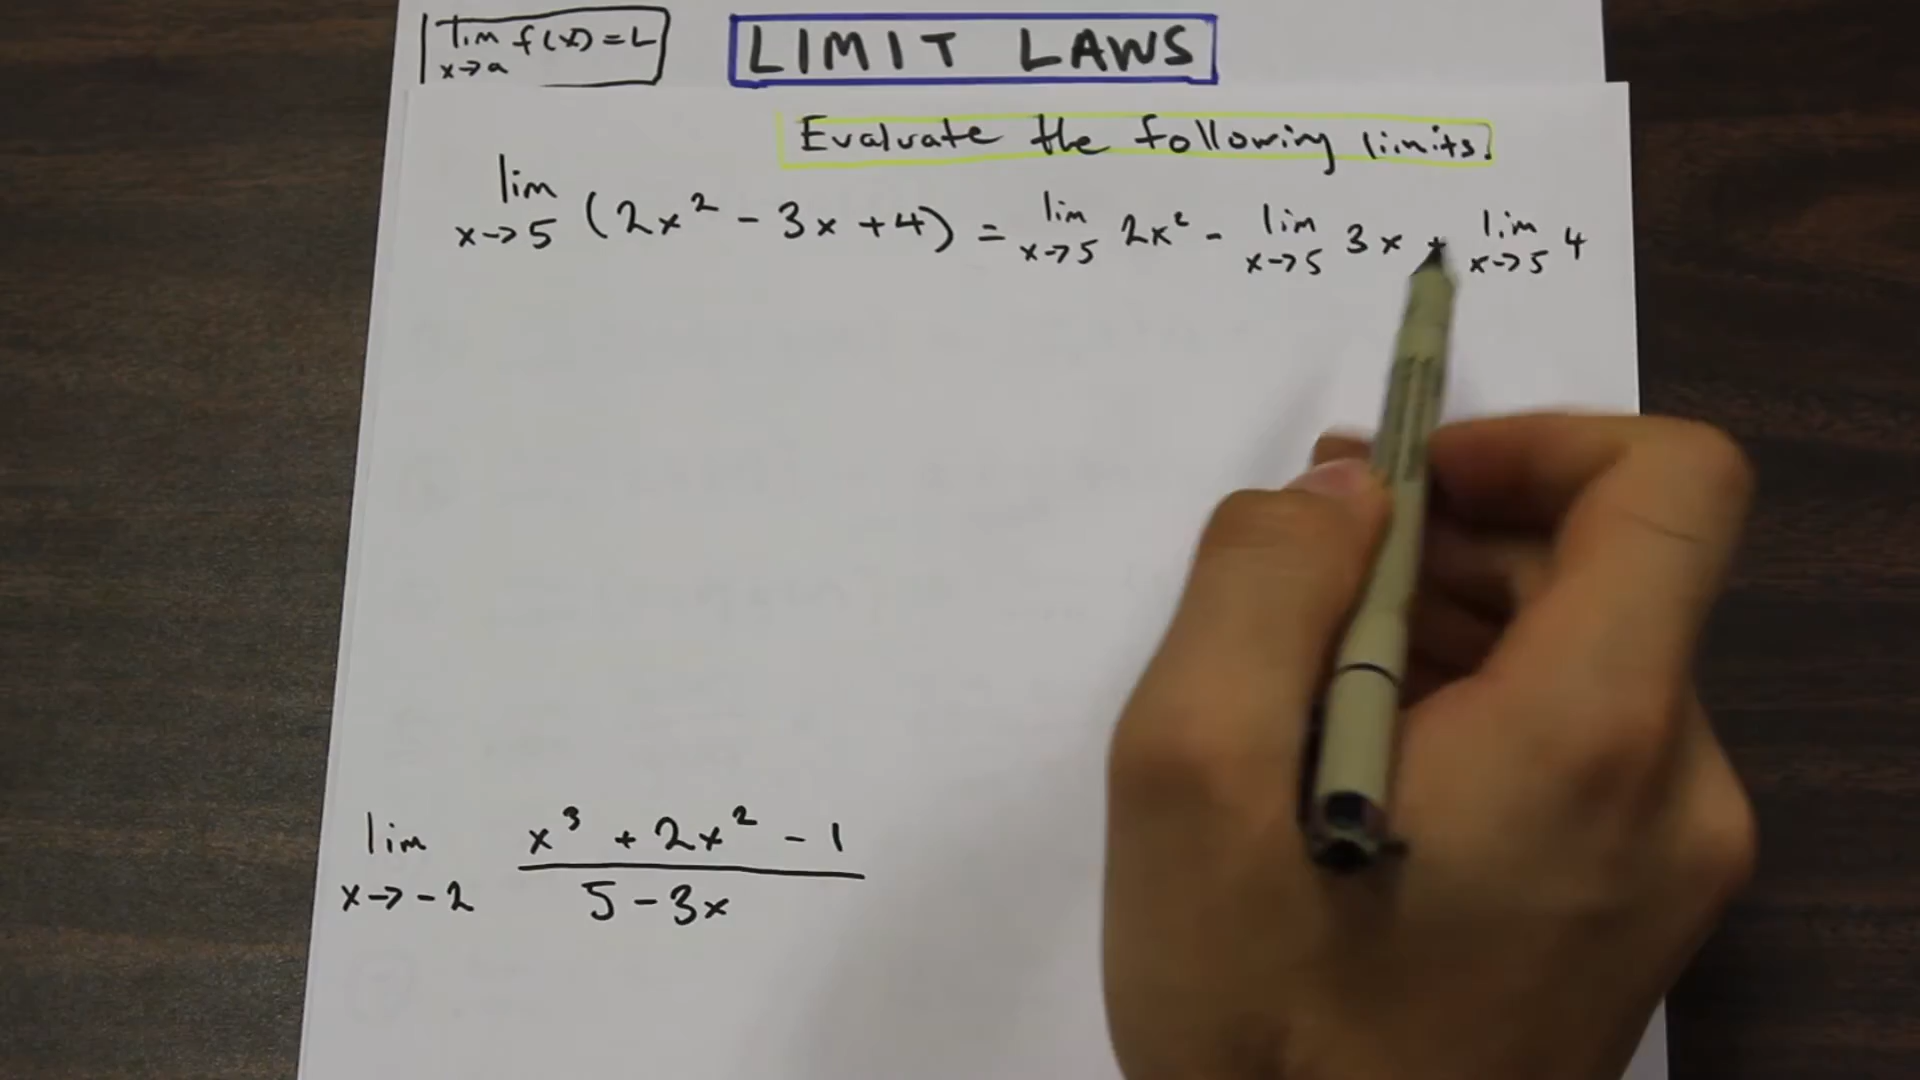 lim f(x)=L
x→a
LIMIT LAWS
Evaluate the following limits.
lim (2x² - 3x + 4) = lim 2x² - lim 3x + lim 4
x→5 x→5 x→5 x→5
lim x³ + 2x² - 1
x→-2 5 - 3x